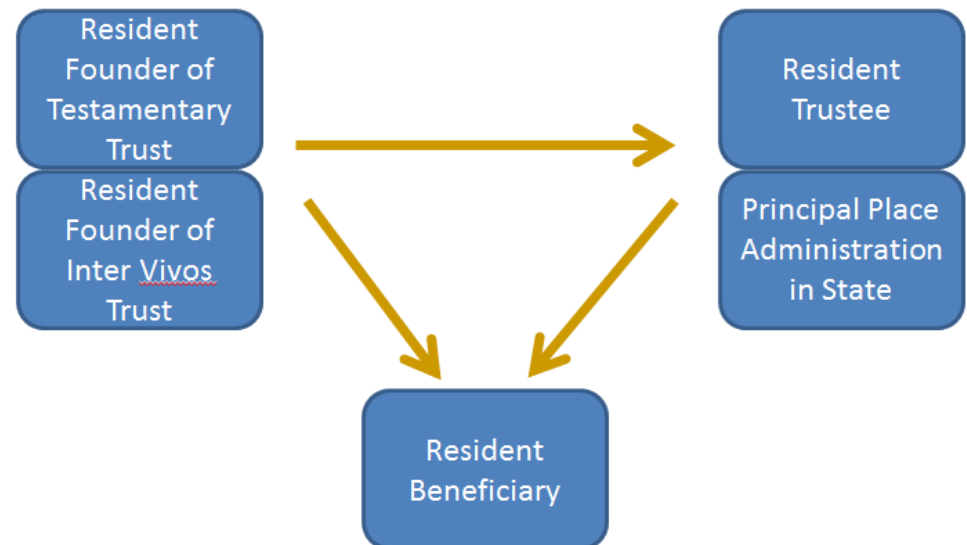 Resident
Founder of
Testamentary
Trust
Resident
Founder of
Inter Vivos
Trust
Resident
Trustee
Principal Place
Administration
in State
Resident
Beneficiary